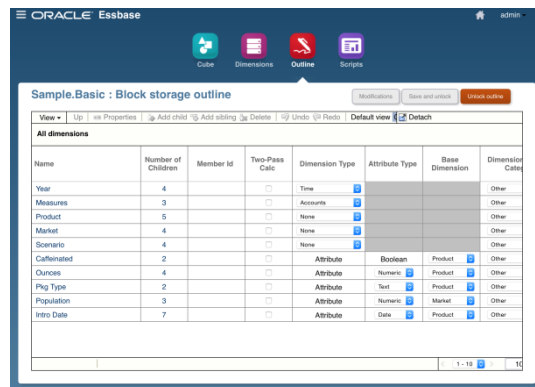 ORACLE Essbase admin
Cube Dimensions Outline Scripts
Sample.Basic : Block storage outline Modifications Save and unlock Unlock outline
View Up Properties Add child Add sibling Delete Undo Redo Default view Detach
All dimensions
Name Number of Children Member Id Two-Pass Calc Dimension Type Attribute Type Base Dimension Dimension Categ
Year 4 Time Other
Measures 3 Accounts Other
Product 5 None Other
Market 4 None Other
Scenario 4 None Other
Caffeinated 2 Attribute Boolean Product Other
Ounces 4 Attribute Numeric Product Other
Pkg Type 2 Attribute Text Product Other
Population 3 Attribute Numeric Market Other
Intro Date 7 Attribute Date Product Other
1 - 10 10